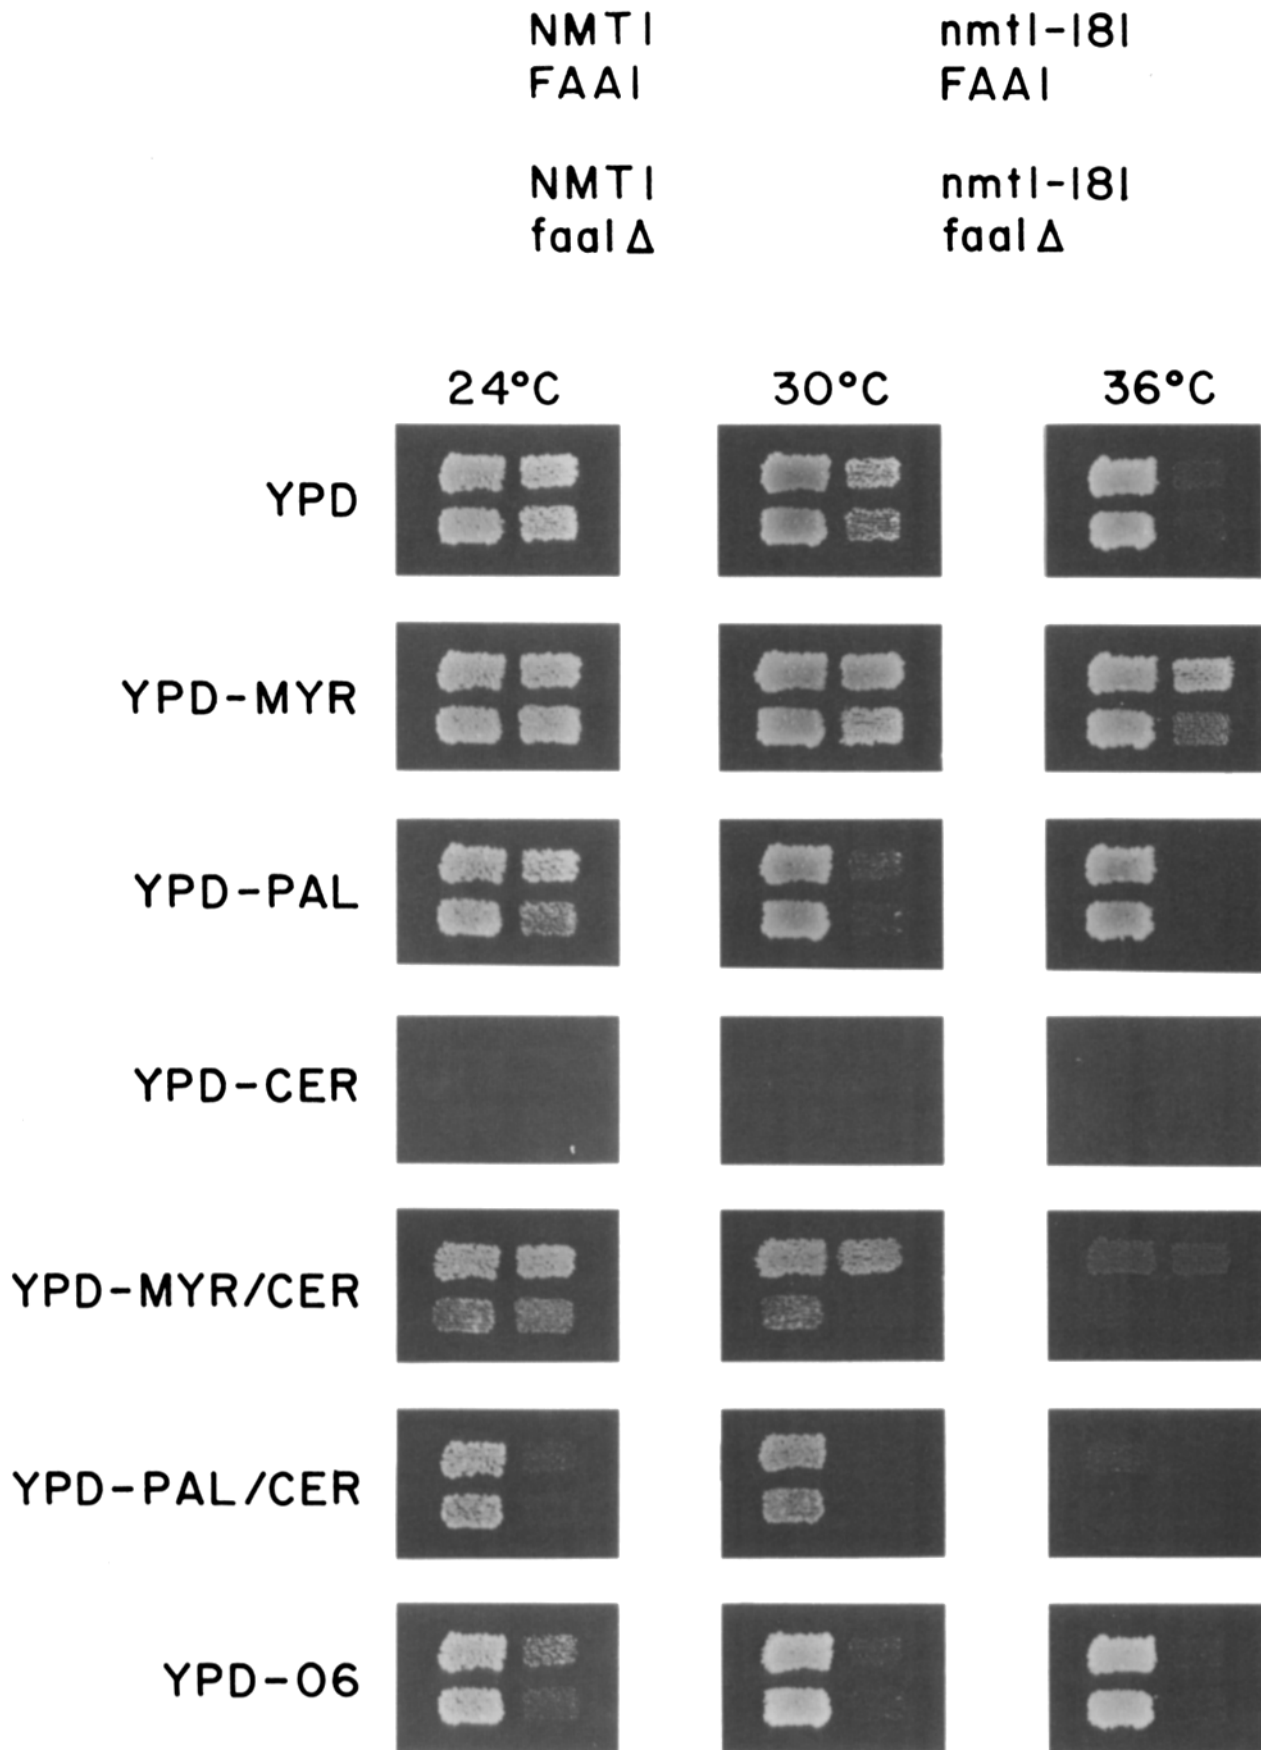 NMT1 nmt1-181
FAA1 FAA1
NMT1 nmt1-181
faa1Δ faa1Δ
24°C 30°C 36°C
YPD
YPD-MYR
YPD-PAL
YPD-CER
YPD-MYR/CER
YPD-PAL/CER
YPD-06